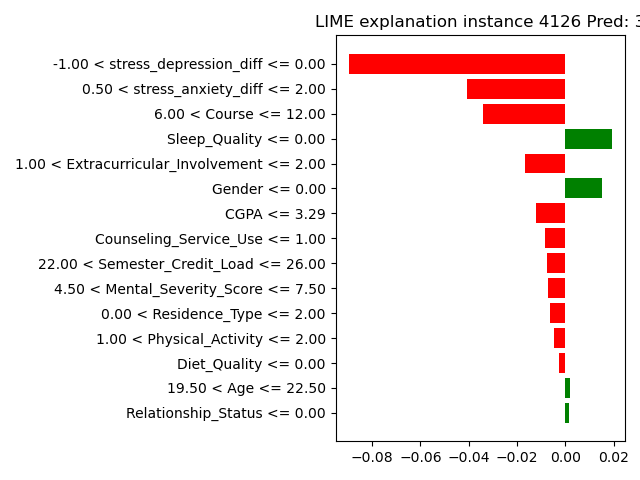 LIME explanation instance 4126 Pred: 3
-1.00 < stress_depression_diff <= 0.00
0.50 < stress_anxiety_diff <= 2.00
6.00 < Course <= 12.00
Sleep_Quality <= 0.00
1.00 < Extracurricular_Involvement <= 2.00
Gender <= 0.00
CGPA <= 3.29
Counseling_Service_Use <= 1.00
22.00 < Semester_Credit_Load <= 26.00
4.50 < Mental_Severity_Score <= 7.50
0.00 < Residence_Type <= 2.00
1.00 < Physical_Activity <= 2.00
Diet_Quality <= 0.00
19.50 < Age <= 22.50
Relationship_Status <= 0.00
−0.08 −0.06 −0.04 −0.02 0.00 0.02